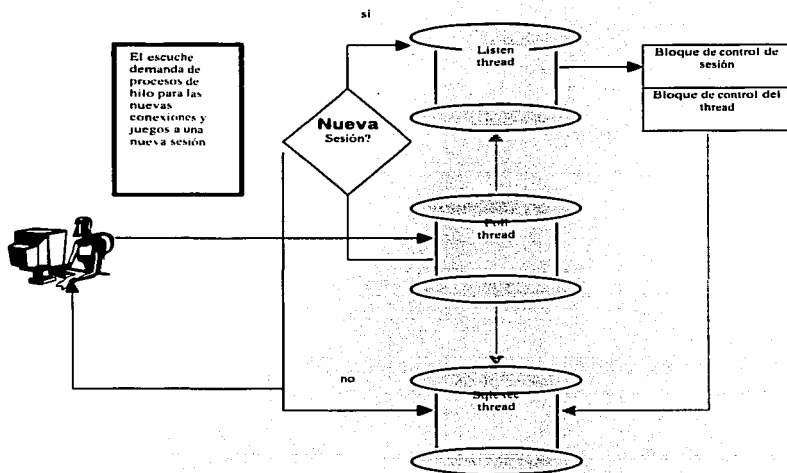 si
El escuche
demanda de
procesos de
hilo para las
nuevas
conexiones y
juegos a una
nueva sesión
Nueva
Sesión?
Listen
thread
Bloque de control de
sesión
Bloque de control del
thread
Poll
thread
no
thread